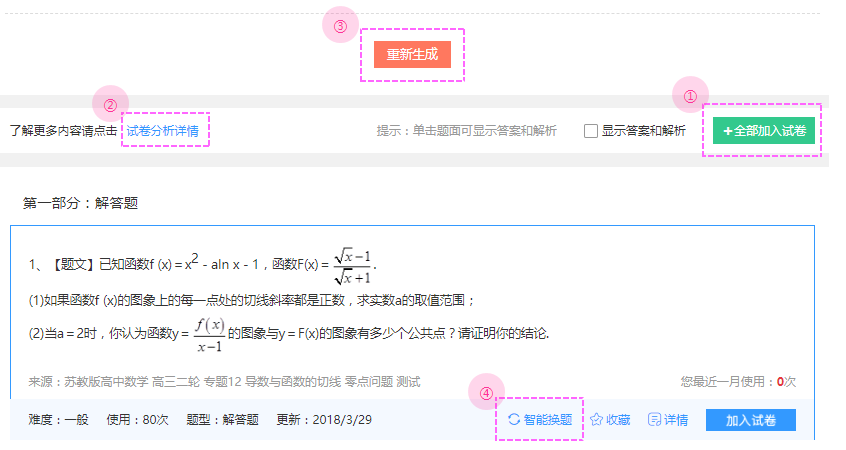 ③
重新生成
②
①
了解更多内容请点击 试卷分析详情 提示：单击题面可显示答案和解析 显示答案和解析 +全部加入试卷
第一部分：解答题
1、【题文】已知函数f (x)＝x² - aln x - 1，函数F(x)＝(√x−1)/(√x+1).
(1)如果函数f (x)的图象上的每一点处的切线斜率都是正数，求实数a的取值范围；
(2)当a＝2时，你认为函数y＝f(x)/(x−1)的图象与y＝F(x)的图象有多少个公共点？请证明你的结论.
来源：苏教版高中数学 高三二轮 专题12 导数与函数的切线 零点问题 测试 您最近一月使用：0次
④
难度：一般 使用：80次 题型：解答题 更新：2018/3/29 智能换题 收藏 详情 加入试卷